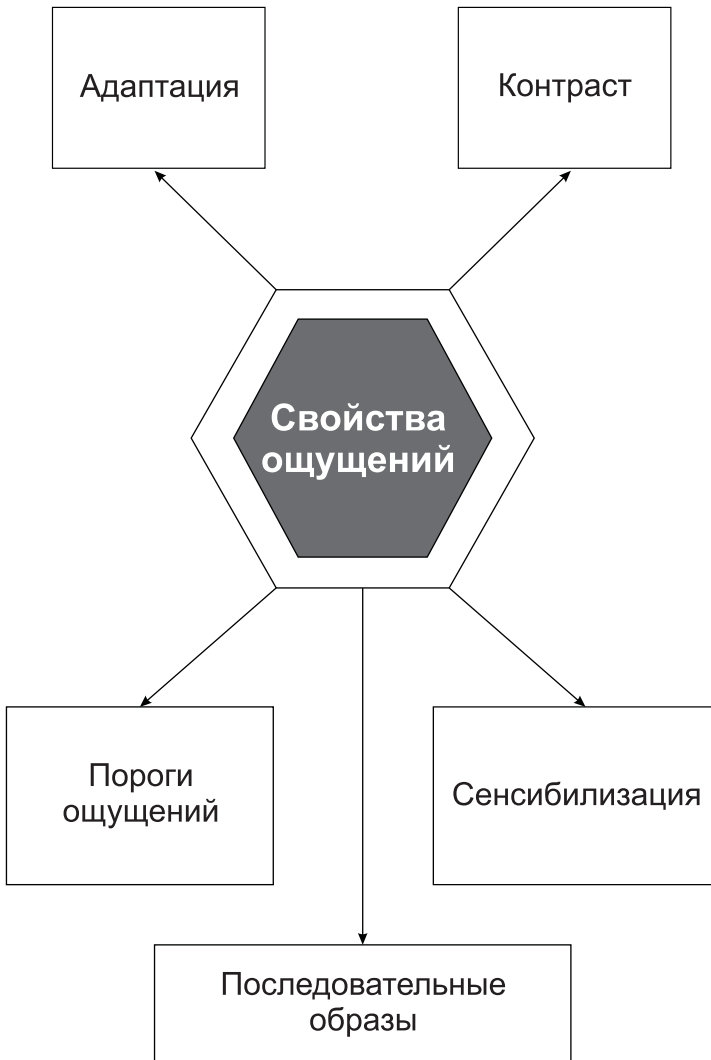 Адаптация
Контраст
Свойства
ощущений
Пороги
ощущений
Сенсибилизация
Последовательные
образы